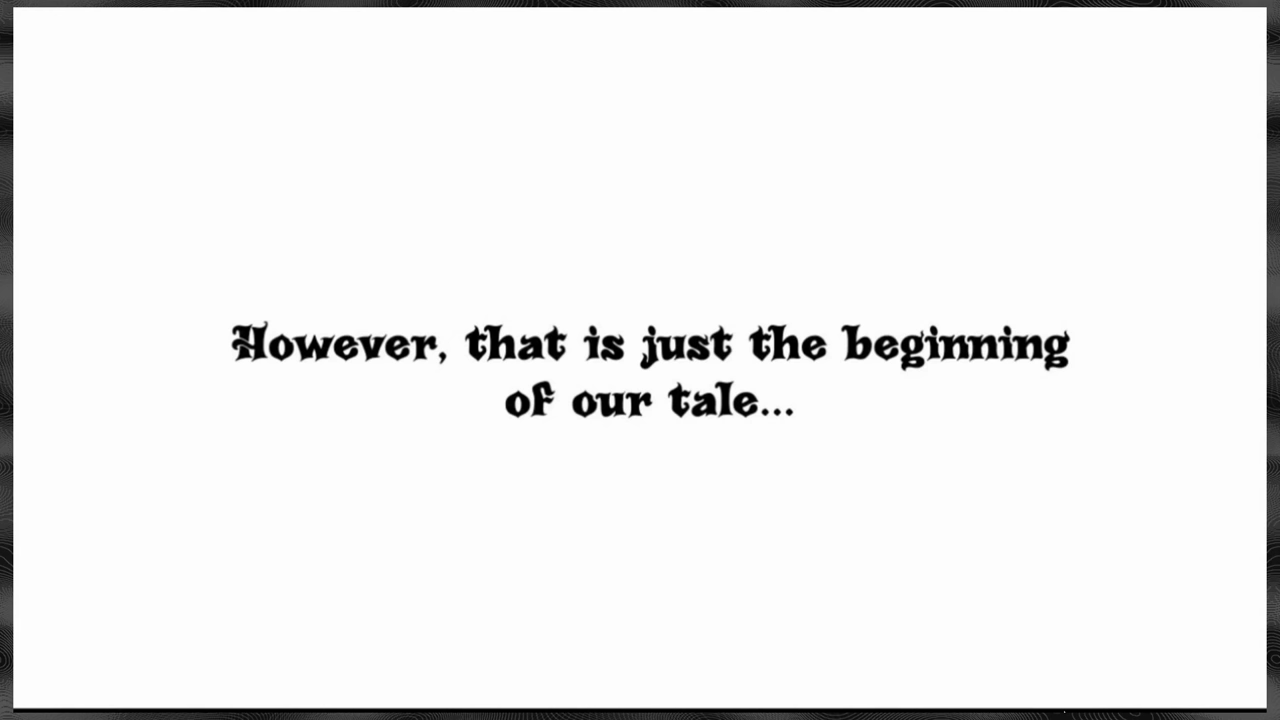 However, that is just the beginning
of our tale...